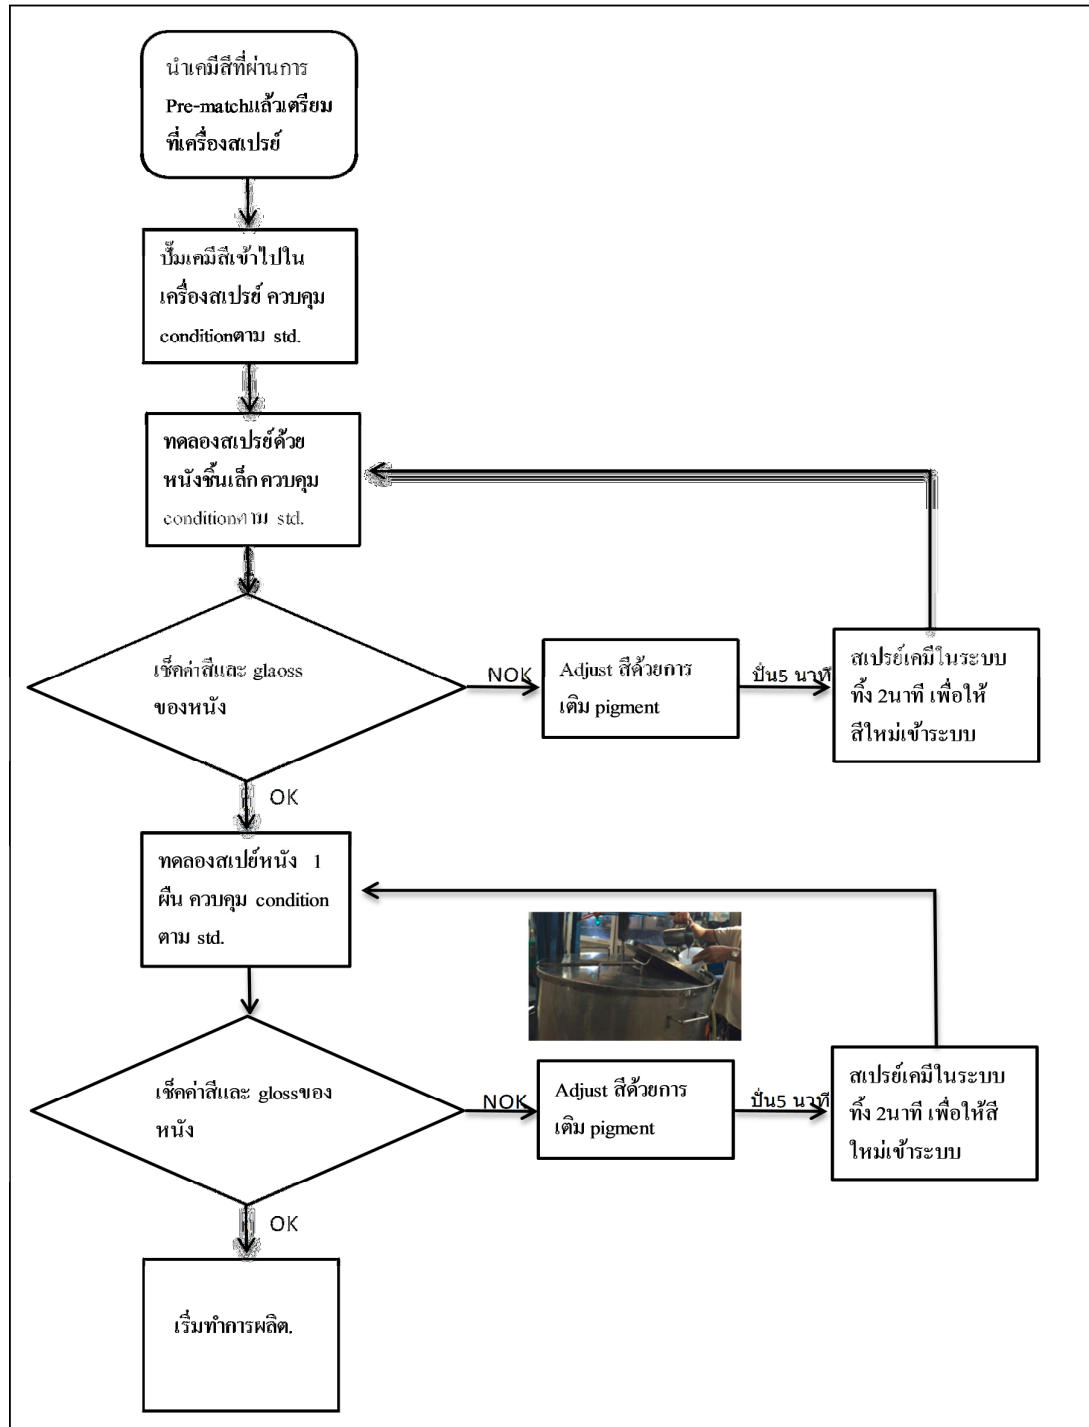 นำเคมีสีที่ผ่านการ
Pre-matchแล้วเตรียม
ที่เครื่องสเปรย์
ปั๊มเคมีสีเข้าไปใน
เครื่องสเปรย์ ควบคุม
conditionตาม std.
ทดลองสเปรย์ด้วย
หนังชิ้นเล็ก ควบคุม
conditionตาม std.
เช็คค่าสีและ glaoss
ของหนัง
NOK
Adjust สีด้วยการ
เติม pigment
ปั่น5 นาที
สเปรย์เคมีในระบบ
ทิ้ง 2นาที เพื่อให้
สีใหม่เข้าระบบ
OK
ทดลองสเปย์หนัง 1
ผืน ควบคุม condition
ตาม std.
เช็คค่าสีและ glossของ
หนัง
NOK
Adjust สีด้วยการ
เติม pigment
ปั่น5 นาที
สเปรย์เคมีในระบบ
ทิ้ง 2นาที เพื่อให้สี
ใหม่เข้าระบบ
OK
เริ่มทำการผลิต.